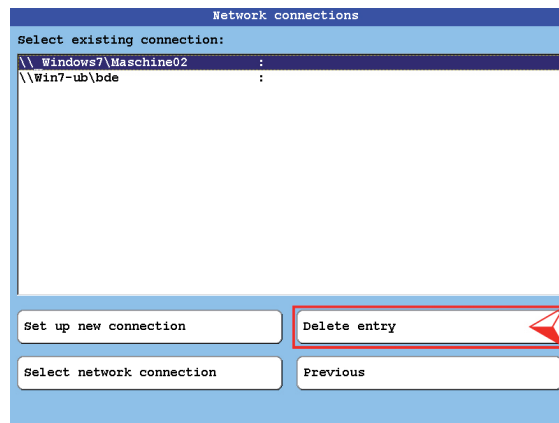 Network connections
Select existing connection:
\\_Windows7\Maschine02 :
\\Win7-ub\bde :
Set up new connection
Delete entry
Select network connection
Previous